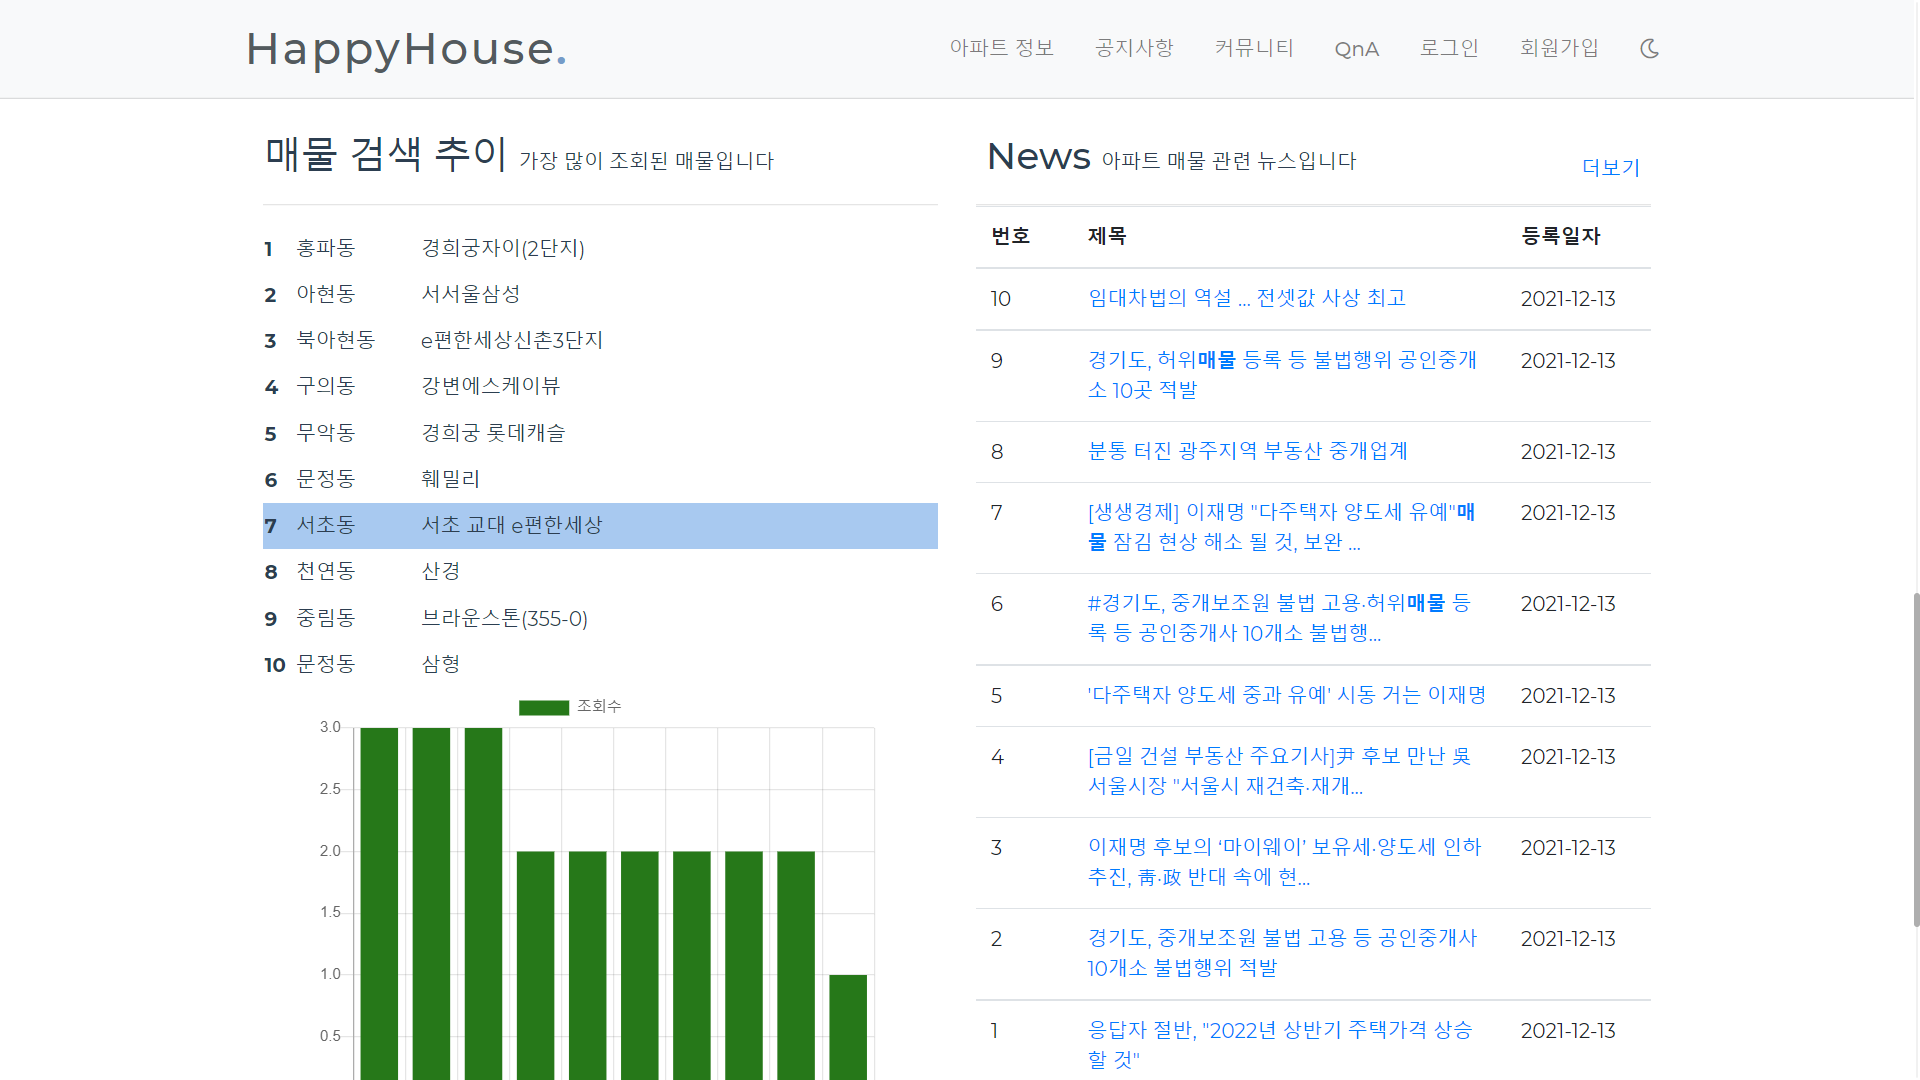 HappyHouse.
아파트 정보 공지사항 커뮤니티 QnA 로그인 회원가입
매물 검색 추이 가장 많이 조회된 매물입니다
1 홍파동 경희궁자이(2단지)
2 아현동 서서울삼성
3 북아현동 e편한세상신촌3단지
4 구의동 강변에스케이뷰
5 무악동 경희궁 롯데캐슬
6 문정동 훼밀리
7 서초동 서초 교대 e편한세상
8 천연동 산경
9 중림동 브라운스톤(355-0)
10 문정동 삼형
조회수
3.0
2.5
2.0
1.5
1.0
0.5
News 아파트 매물 관련 뉴스입니다
더보기
번호 제목 등록일자
10 임대차법의 역설 ... 전셋값 사상 최고 2021-12-13
9 경기도, 허위매물 등록 등 불법행위 공인중개 2021-12-13
소 10곳 적발
8 분통 터진 광주지역 부동산 중개업계 2021-12-13
7 [생생경제] 이재명 "다주택자 양도세 유예"매 2021-12-13
물 잠김 현상 해소 될 것, 보완 ...
6 #경기도, 중개보조원 불법 고용·허위매물 등 2021-12-13
록 등 공인중개사 10개소 불법행...
5 '다주택자 양도세 중과 유예' 시동 거는 이재명 2021-12-13
4 [금일 건설 부동산 주요기사]尹 후보 만난 吳 2021-12-13
서울시장 "서울시 재건축·재개...
3 이재명 후보의 ‘마이웨이’ 보유세·양도세 인하 2021-12-13
추진, 靑·政 반대 속에 현...
2 경기도, 중개보조원 불법 고용 등 공인중개사 2021-12-13
10개소 불법행위 적발
1 응답자 절반, "2022년 상반기 주택가격 상승 2021-12-13
할 것"